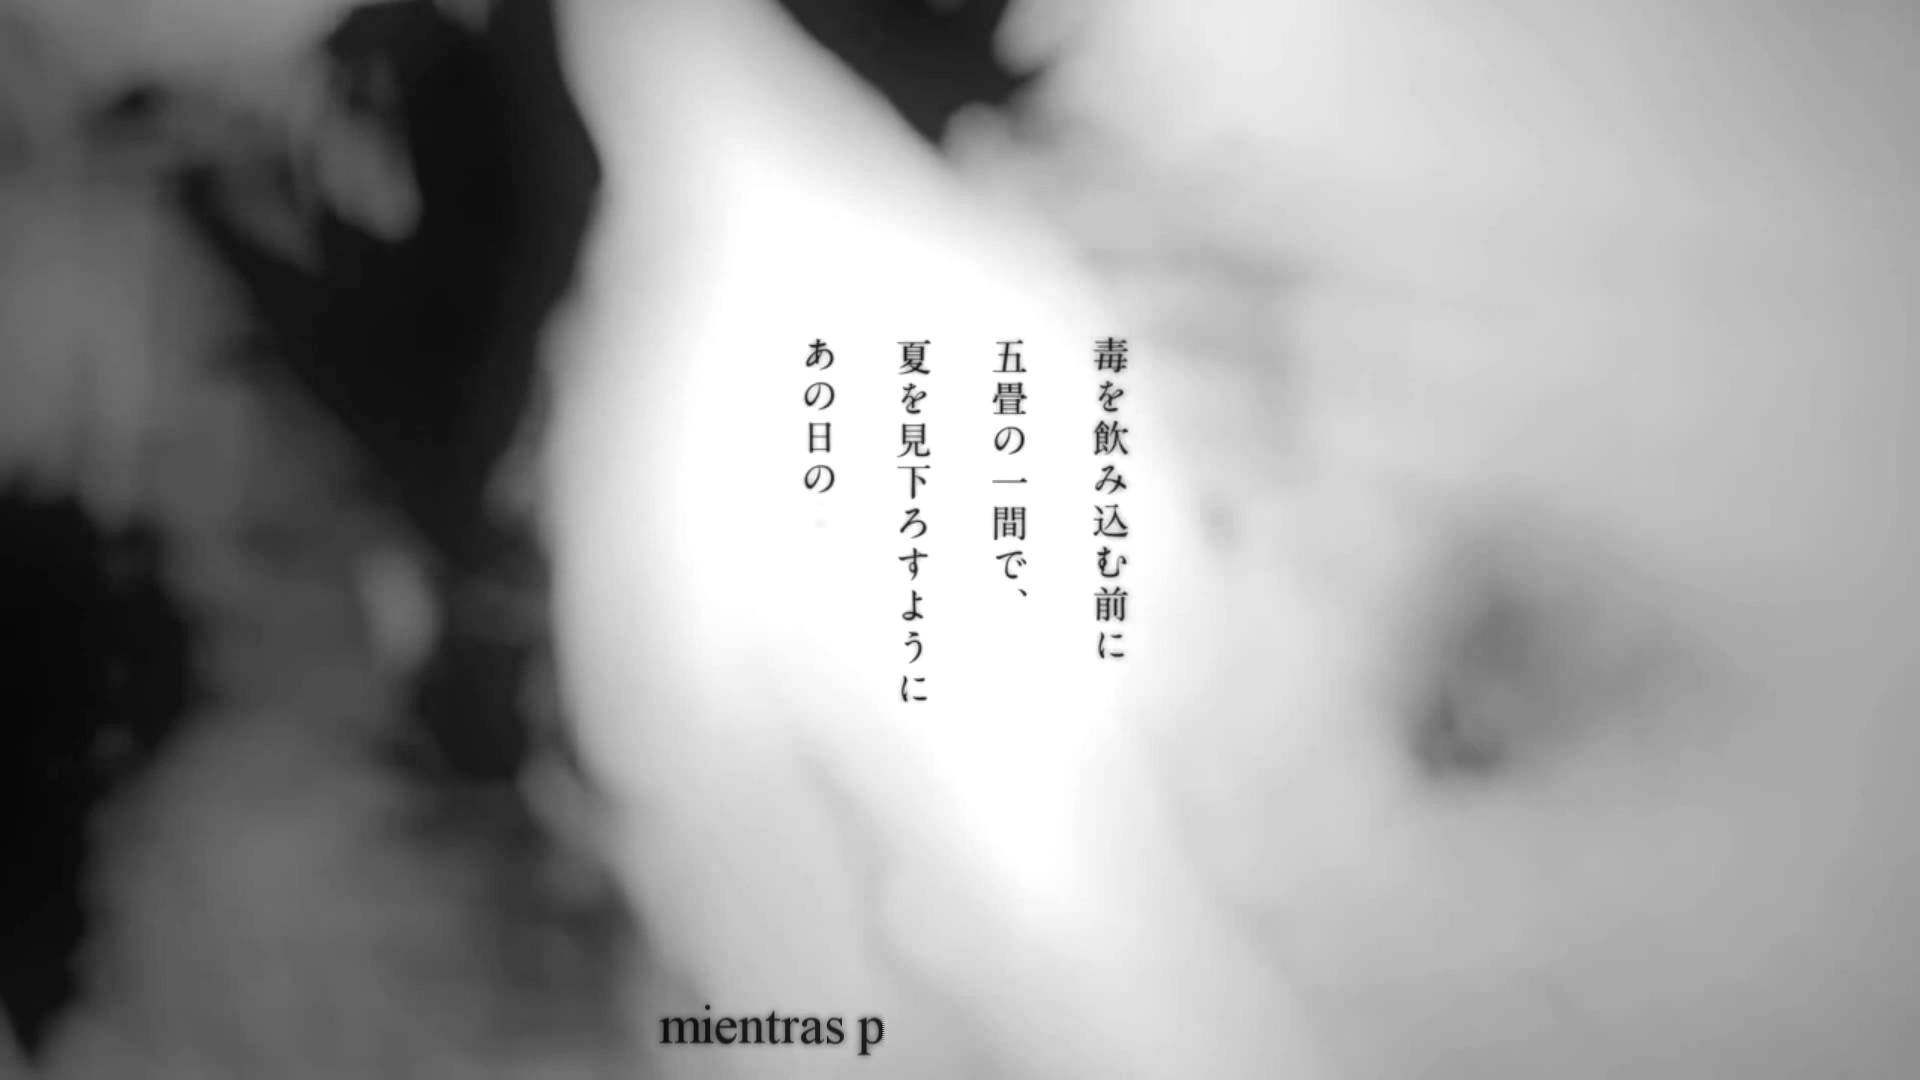 毒を飲み込む前に
五畳の一間で、
夏を見下ろすように
あの日の
mientras p